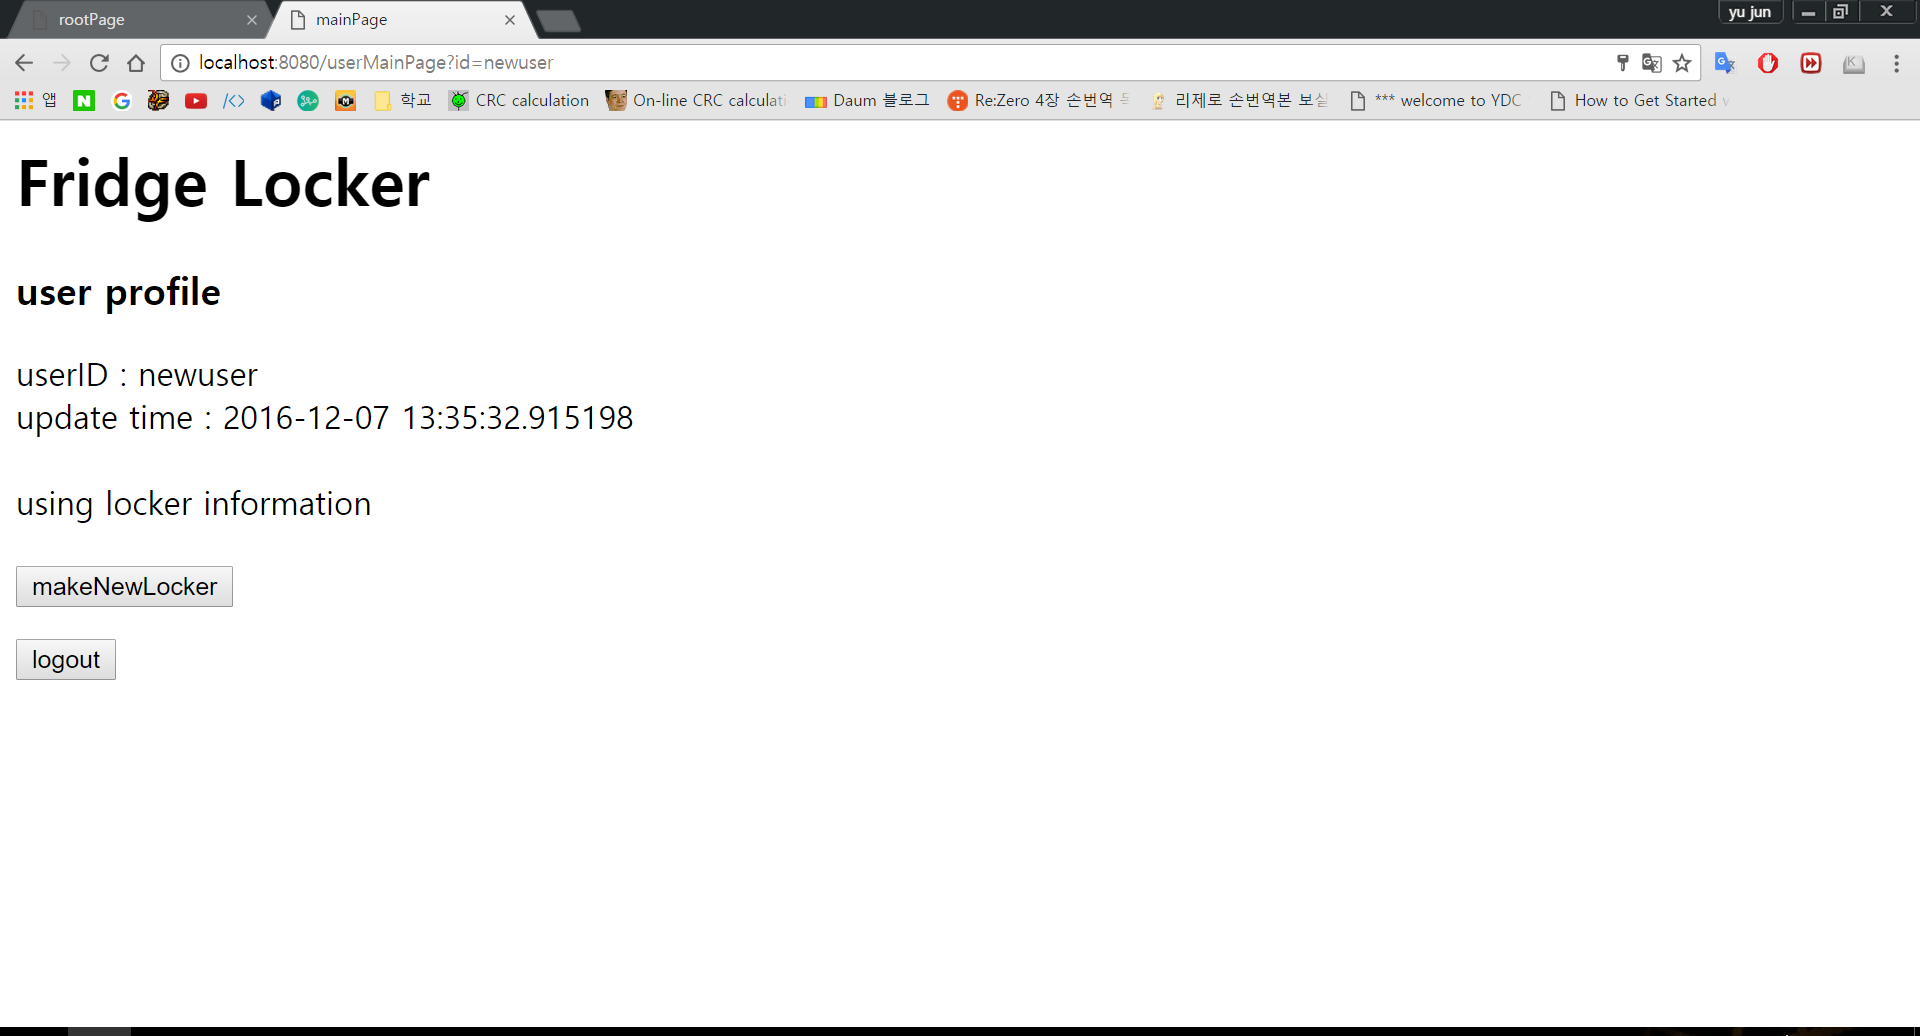 rootPage
mainPage
yu jun
localhost:8080/userMainPage?id=newuser
앱 학교 CRC calculation On-line CRC calculati Daum 블로그 Re:Zero 4장 손번역 리제로 손번역본 보실 *** welcome to YDC How to Get Started
Fridge Locker
user profile
userID : newuser
update time : 2016-12-07 13:35:32.915198
using locker information
makeNewLocker
logout